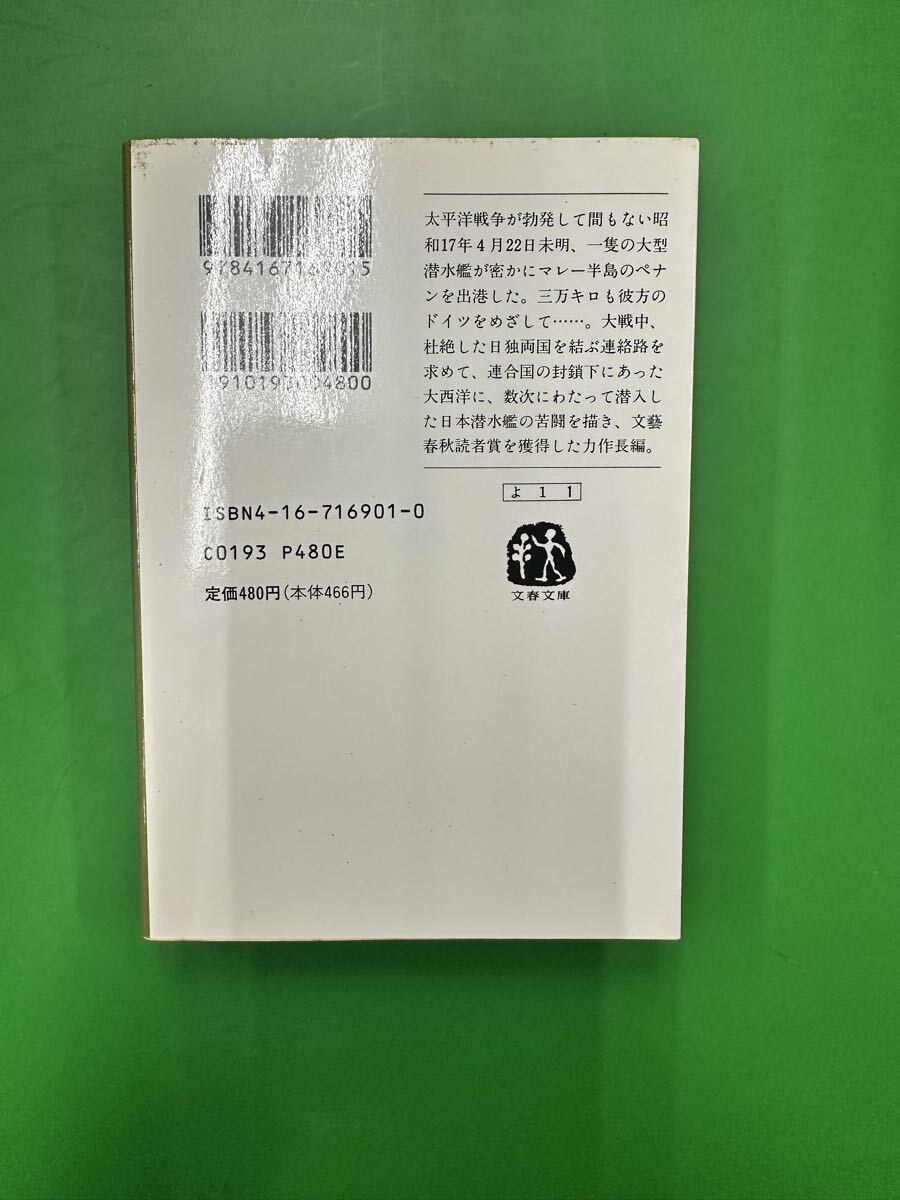 9784167169015
1910193004800
太平洋戦争が勃発して間もない昭
和17年4月22日未明、一隻の大型
潜水艦が密かにマレー半島のペナ
ンを出港した。三万キロも彼方の
ドイツをめざして……。大戦中、
杜絶した日独両国を結ぶ連絡路を
求めて、連合国の封鎖下にあった
大西洋に、数次にわたって潜入し
た日本潜水艦の苦闘を描き、文藝
春秋読者賞を獲得した力作長編。
よ 1 1
文春文庫
ISBN4-16-716901-0
C0193 P480E
定価480円(本体466円)